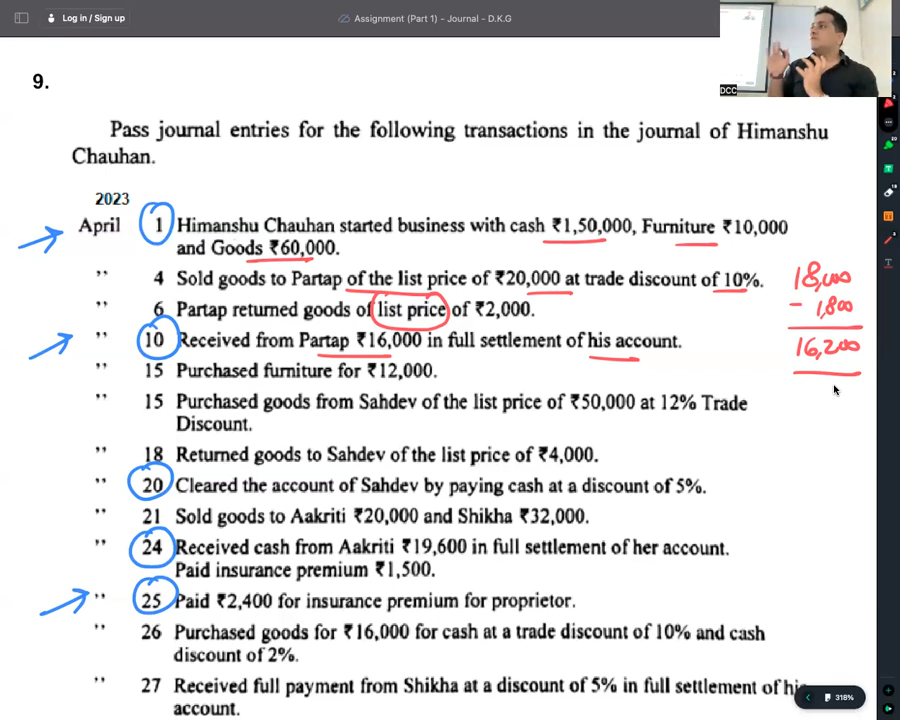 Log in / Sign up
Assignment (Part 1) - Journal - D.K.G
DCC
9.
Pass journal entries for the following transactions in the journal of Himanshu
Chauhan.
2023
April 1 Himanshu Chauhan started business with cash ₹1,50,000, Furniture ₹10,000
and Goods ₹60,000.
" 4 Sold goods to Partap of the list price of ₹20,000 at trade discount of 10%.
18,000
" 6 Partap returned goods of list price of ₹2,000.
- 1,800
" 10 Received from Partap ₹16,000 in full settlement of his account.
16,200
" 15 Purchased furniture for ₹12,000.
" 15 Purchased goods from Sahdev of the list price of ₹50,000 at 12% Trade
Discount.
" 18 Returned goods to Sahdev of the list price of ₹4,000.
" 20 Cleared the account of Sahdev by paying cash at a discount of 5%.
" 21 Sold goods to Aakriti ₹20,000 and Shikha ₹32,000.
" 24 Received cash from Aakriti ₹19,600 in full settlement of her account.
Paid insurance premium ₹1,500.
" 25 Paid ₹2,400 for insurance premium for proprietor.
" 26 Purchased goods for ₹16,000 for cash at a trade discount of 10% and cash
discount of 2%.
" 27 Received full payment from Shikha at a discount of 5% in full settlement of
account.
318%